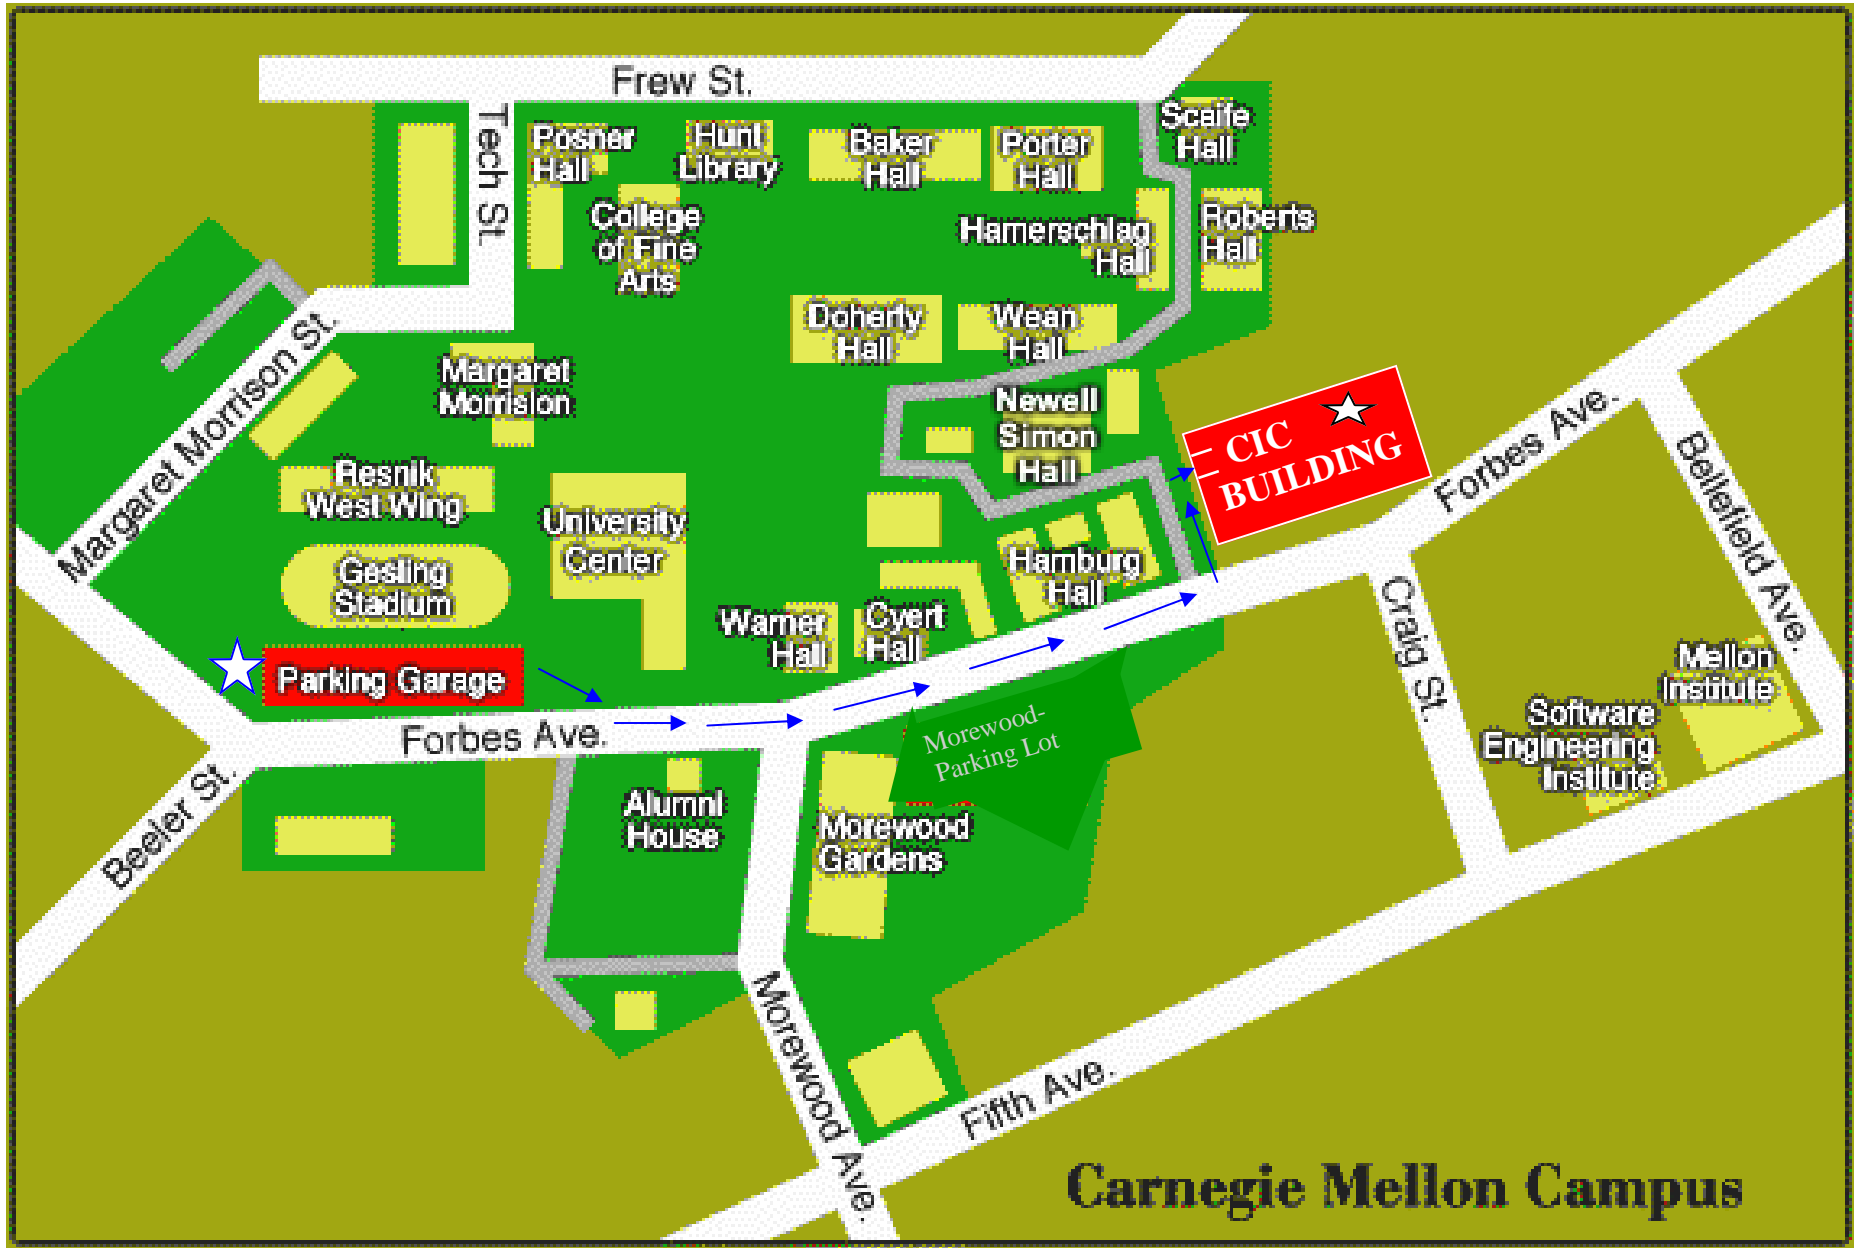 Frew St.
Tech St.
Posner
Hall
Hunt
Library
Baker
Hall
Porter
Hall
Scaife
Hall
College
of Fine
Arts
Hamerschlag
Hall
Roberts
Hall
Doherty
Hall
Wean
Hall
Margaret Morrison St.
Margaret
Morrision
Newell
Simon
Hall
CIC
BUILDING
Forbes Ave.
Bellefield Ave.
Resnik
West Wing
University
Center
Gesling
Stadium
Hamburg
Hall
Craig St.
Warner
Hall
Cyert
Hall
Parking Garage
Mellon
Institute
Software
Engineering
Institute
Forbes Ave.
Morewood-
Parking Lot
Beeler St.
Alumni
House
Morewood
Gardens
Morewood Ave.
Fifth Ave.
Carnegie Mellon Campus